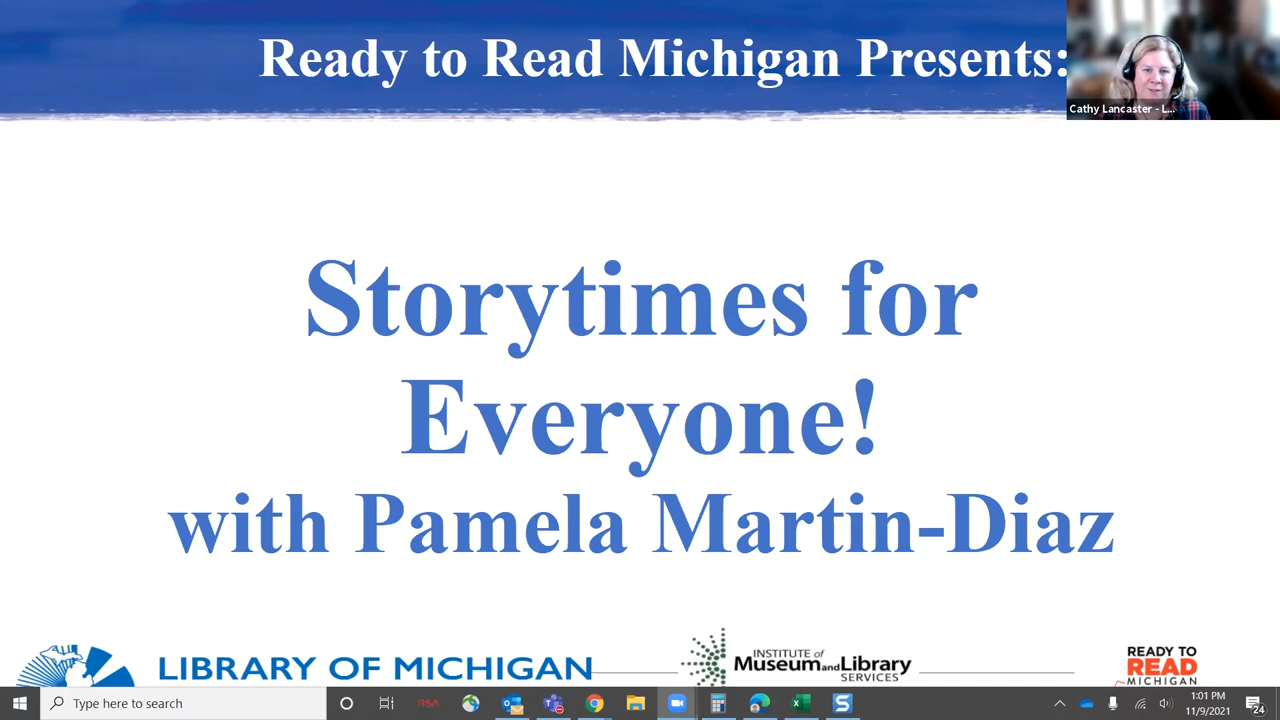 Ready to Read Michigan Presents:
Cathy Lancaster - L...
Storytimes for
Everyone!
with Pamela Martin-Diaz
LIBRARY OF MICHIGAN
INSTITUTE of
Museum and Library
SERVICES
READY TO
READ
MICHIGAN
Type here to search
RSA
1:01 PM
11/9/2021
24